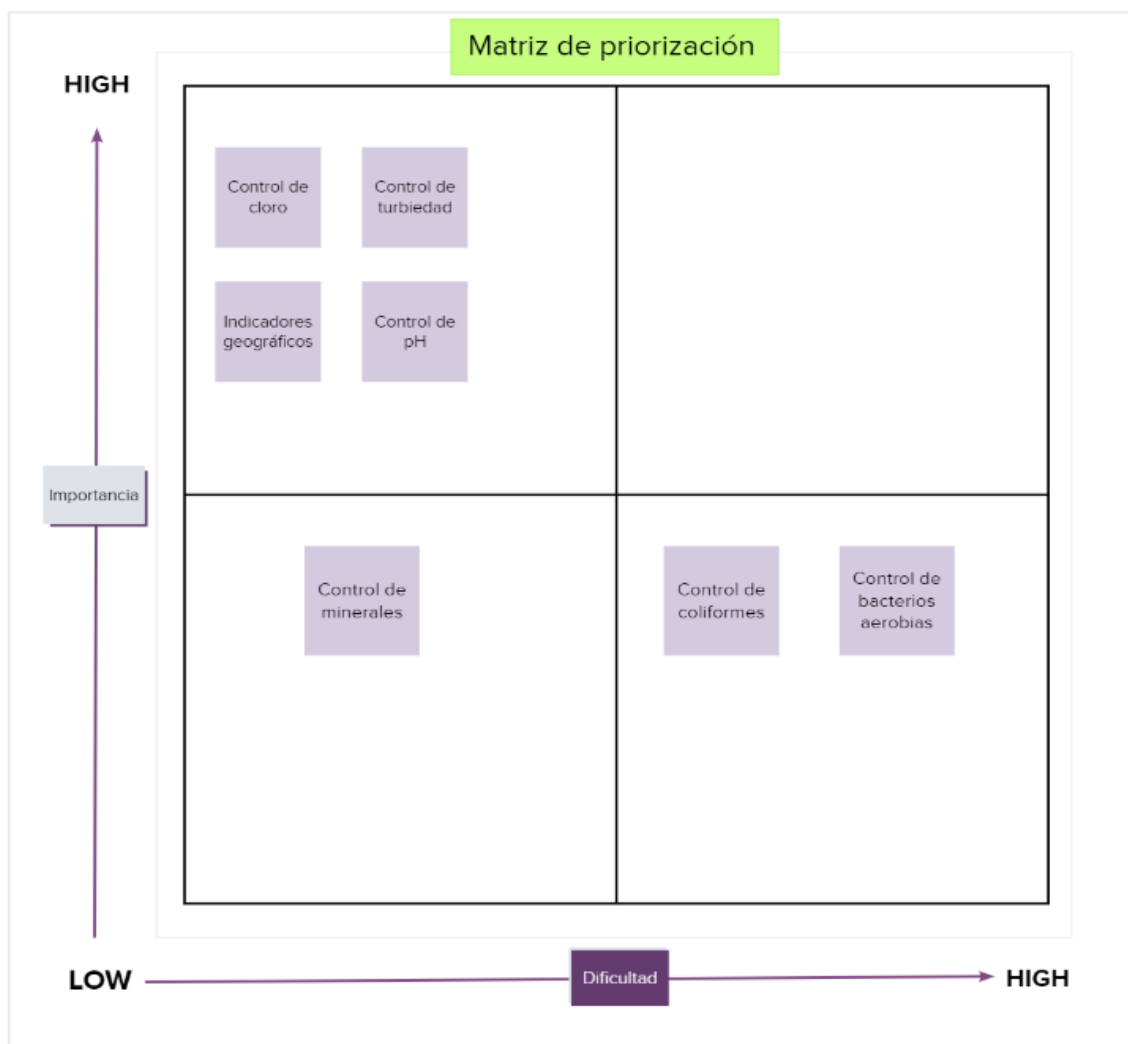 Matriz de priorización
HIGH
Control de
cloro
Control de
turbiedad
Indicadores
geográficos
Control de
pH
Importancia
Control de
minerales
Control de
coliformes
Control de
bacterios
aerobias
LOW
Dificultad
HIGH